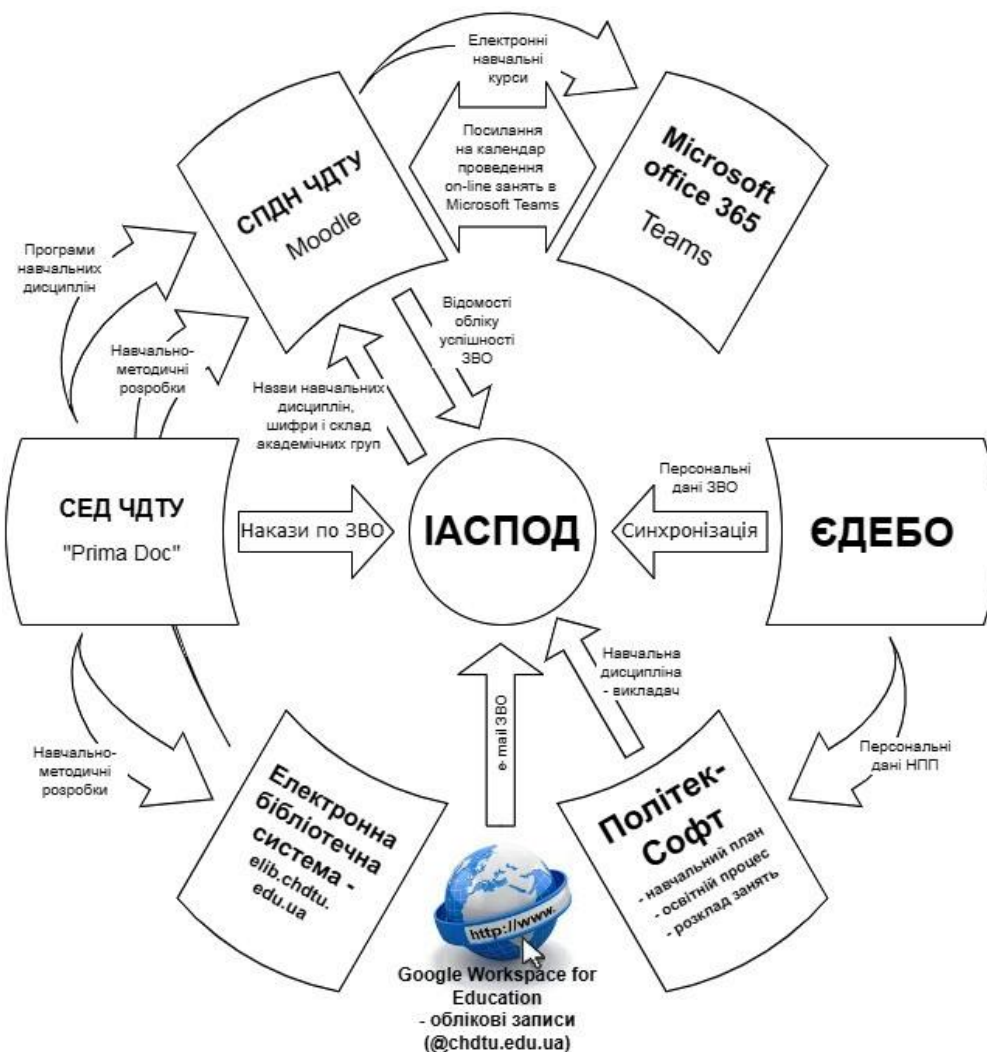 Електронні
навчальні
курси
Посилання
на календар
проведення
on-line занять в
Microsoft Teams
СПДН ЧДТУ
Moodle
Microsoft
office 365
Teams
Програми
навчальних
дисциплін
Навчально-
методичні
розробки
Відомості
обліку
успішності
ЗВО
Назви навчальних
дисциплін,
шифри і склад
академічних груп
СЕД ЧДТУ
"Prima Doc"
Накази по ЗВО
ІАСПОД
Персональні
дані ЗВО
Синхронізація
ЄДЕБО
Навчально-
методичні
розробки
Електронна
бібліотечна
система -
elib.chdtu.
edu.ua
e- mail ЗВО
Навчальна
дисципліна
- викладач
Персональні
дані НПП
Політек-
Софт
- навчальний план
- освітній процес
- розклад занять
http://www.
Google Workspace for
Education
- облікові записи
(@chdtu.edu.ua)